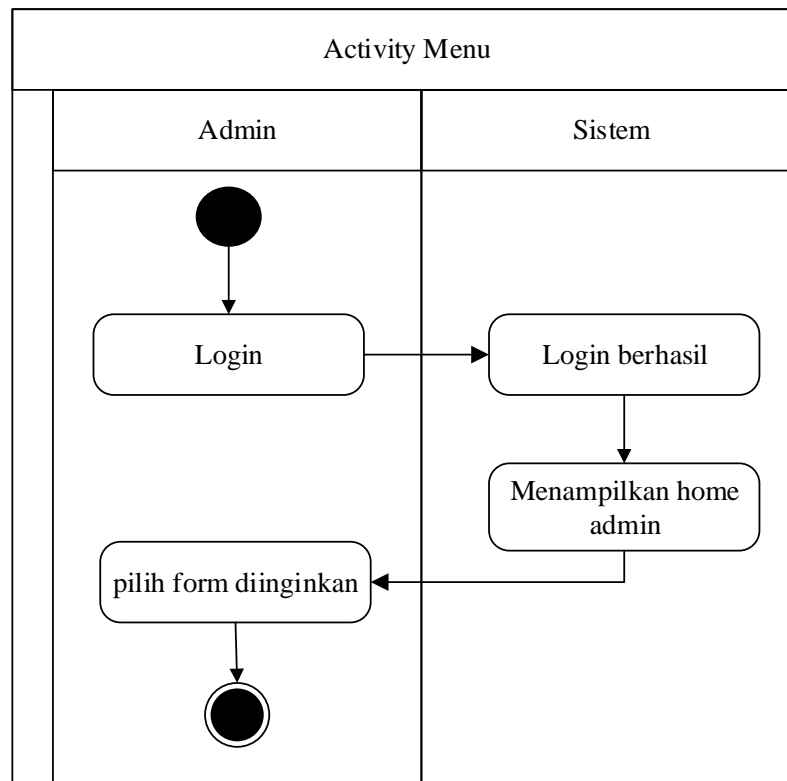 Activity Menu
Admin
Sistem
Login
Login berhasil
Menampilkan home
admin
pilih form diinginkan